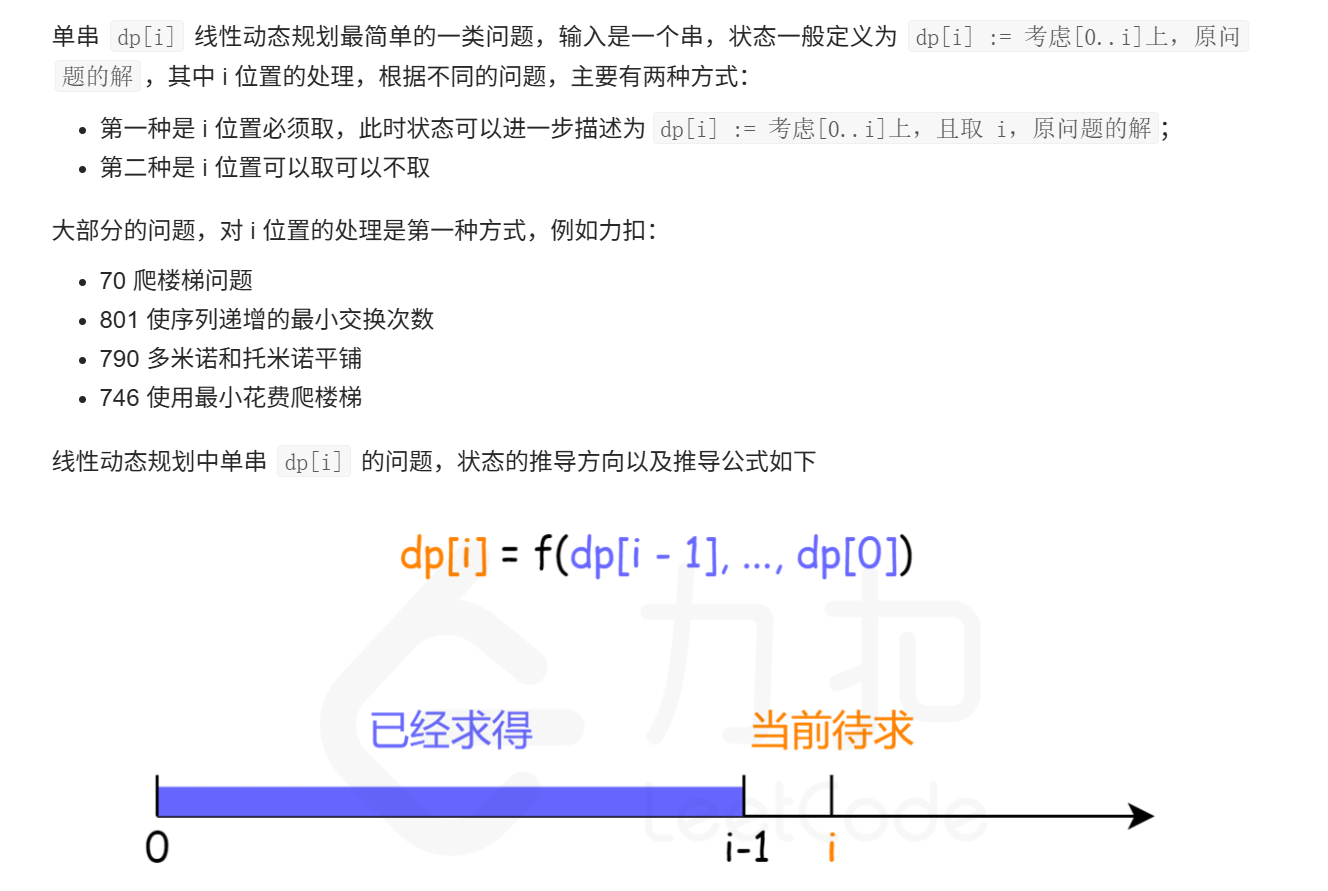 单串 dp[i] 线性动态规划最简单的一类问题，输入是一个串，状态一般定义为 dp[i] := 考虑[0..i]上，原问
题的解，其中 i 位置的处理，根据不同的问题，主要有两种方式：
第一种是 i 位置必须取，此时状态可以进一步描述为 dp[i] := 考虑[0..i]上，且取 i，原问题的解；
第二种是 i 位置可以取可以不取
大部分的问题，对 i 位置的处理是第一种方式，例如力扣：
70 爬楼梯问题
801 使序列递增的最小交换次数
790 多米诺和托米诺平铺
746 使用最小花费爬楼梯
线性动态规划中单串 dp[i] 的问题，状态的推导方向以及推导公式如下
dp[i] = f(dp[i - 1], ..., dp[0])
力扣
已经求得 当前待求
LeetCode
0 i-1 i